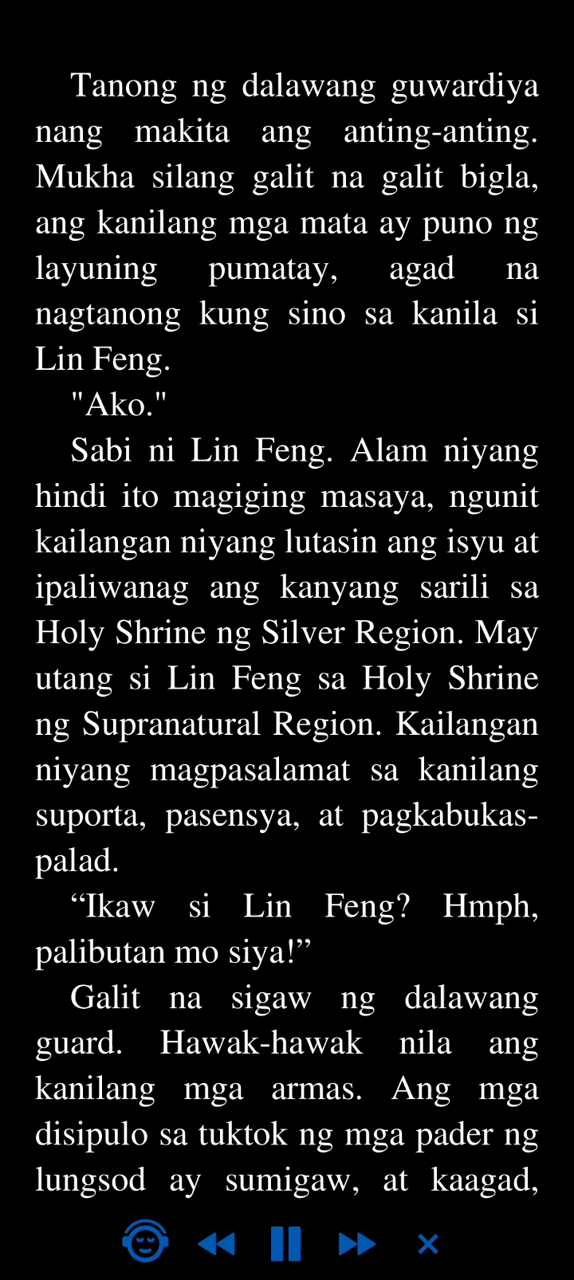 Tanong ng dalawang guwardiya
nang makita ang anting-anting.
Mukha silang galit na galit bigla,
ang kanilang mga mata ay puno ng
layuning pumatay, agad na
nagtanong kung sino sa kanila si
Lin Feng.
"Ako."
Sabi ni Lin Feng. Alam niyang
hindi ito magiging masaya, ngunit
kailangan niyang lutasin ang isyu at
ipaliwanag ang kanyang sarili sa
Holy Shrine ng Silver Region. May
utang si Lin Feng sa Holy Shrine
ng Supranatural Region. Kailangan
niyang magpasalamat sa kanilang
suporta, pasensya, at pagkabukas-
palad.
“Ikaw si Lin Feng? Hmph,
palibutan mo siya!”
Galit na sigaw ng dalawang
guard. Hawak-hawak nila ang
kanilang mga armas. Ang mga
disipulo sa tuktok ng mga pader ng
lungsod ay sumigaw, at kaagad,